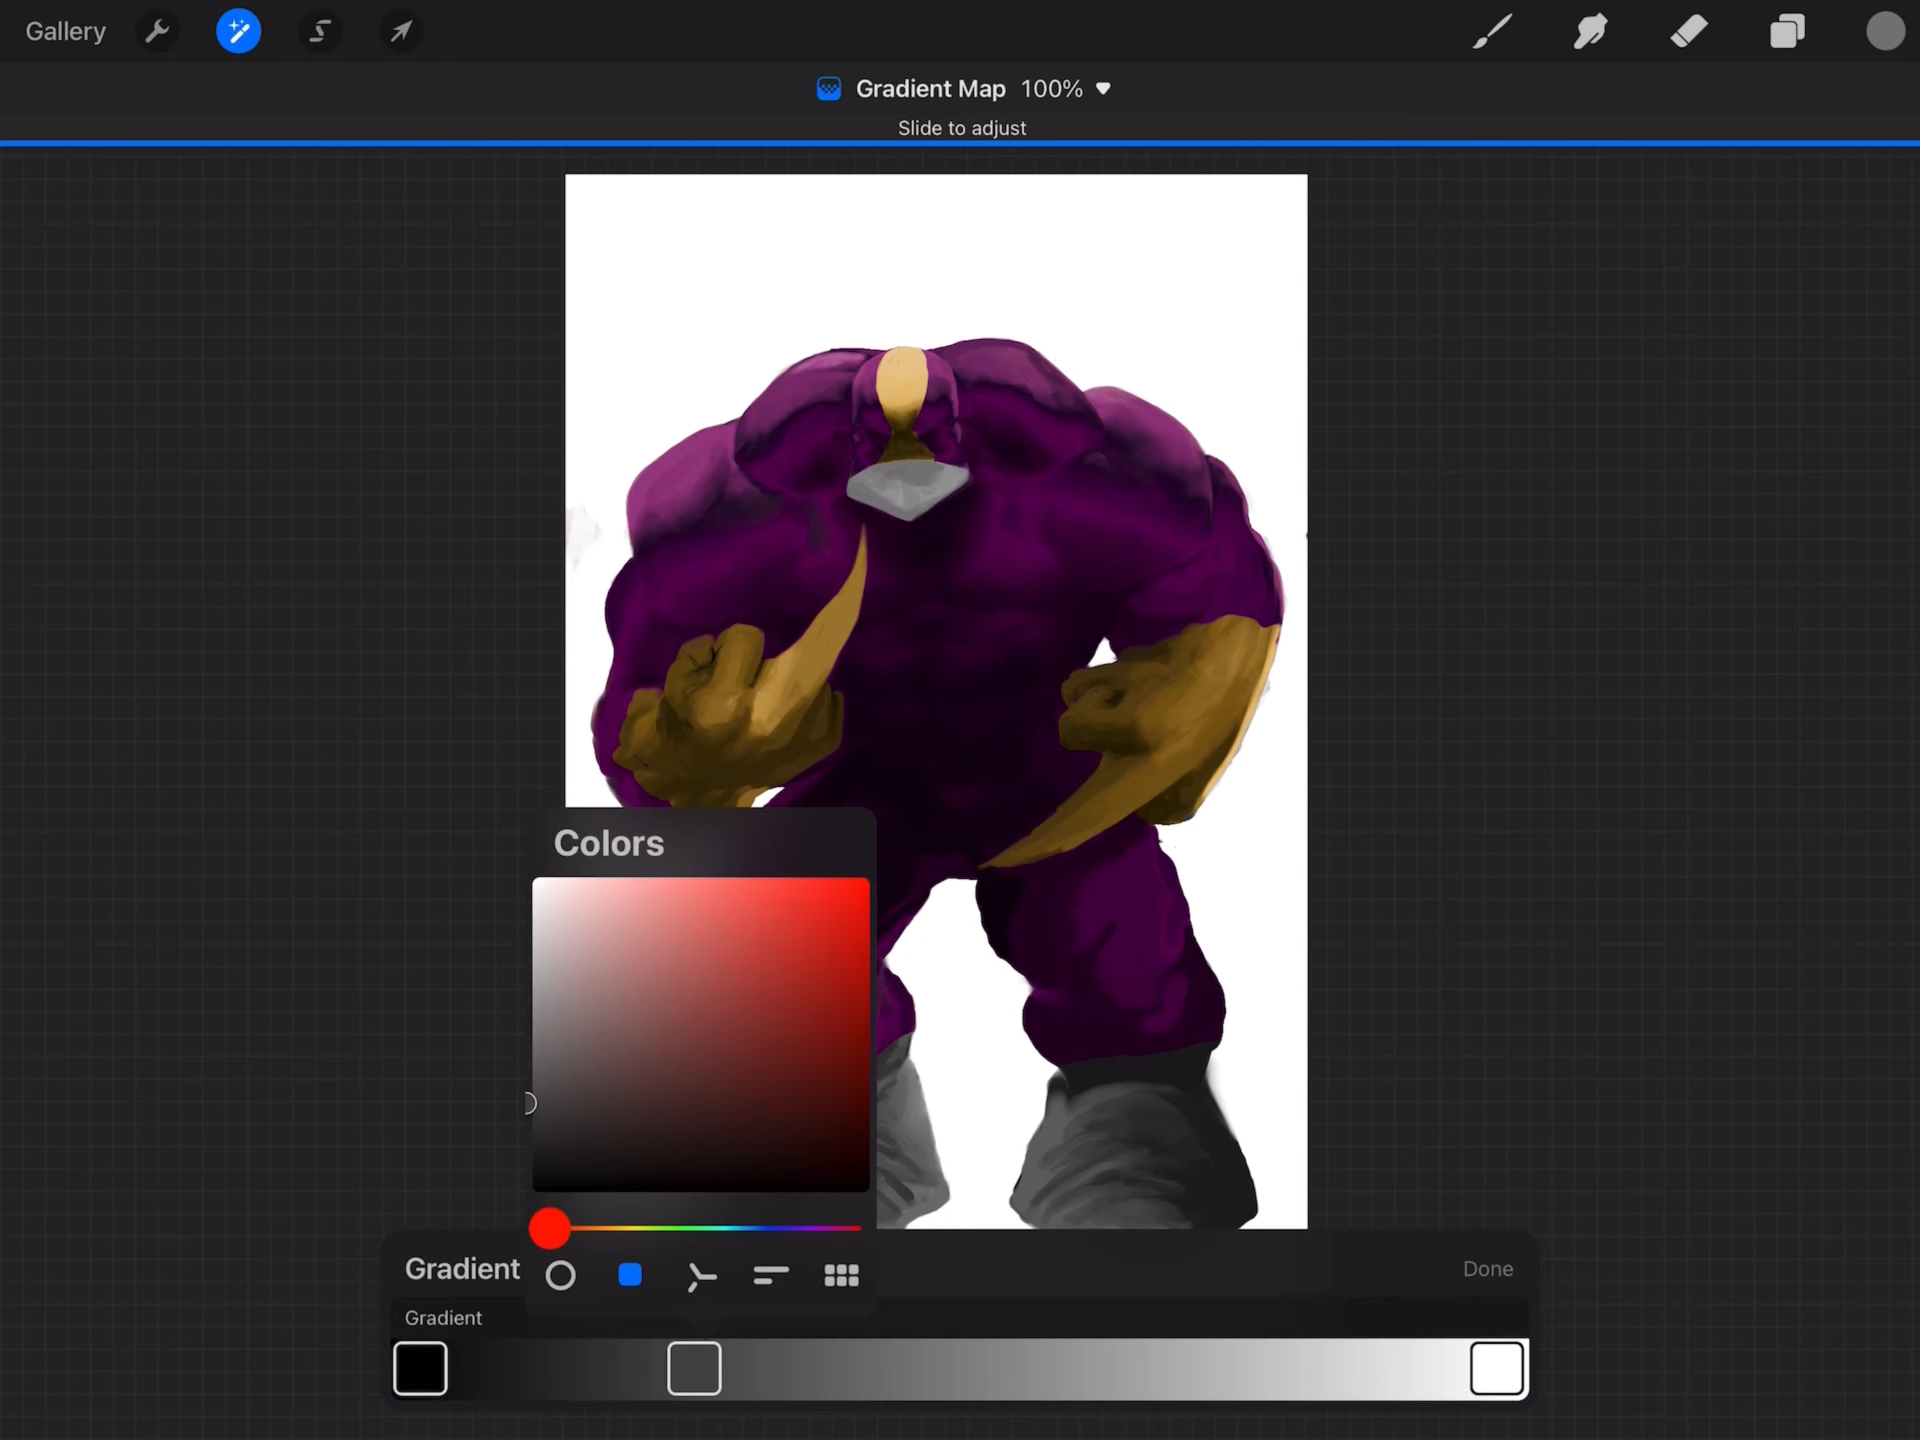 Gallery
Gradient Map 100%
Slide to adjust
Colors
Gradient
Done
Gradient